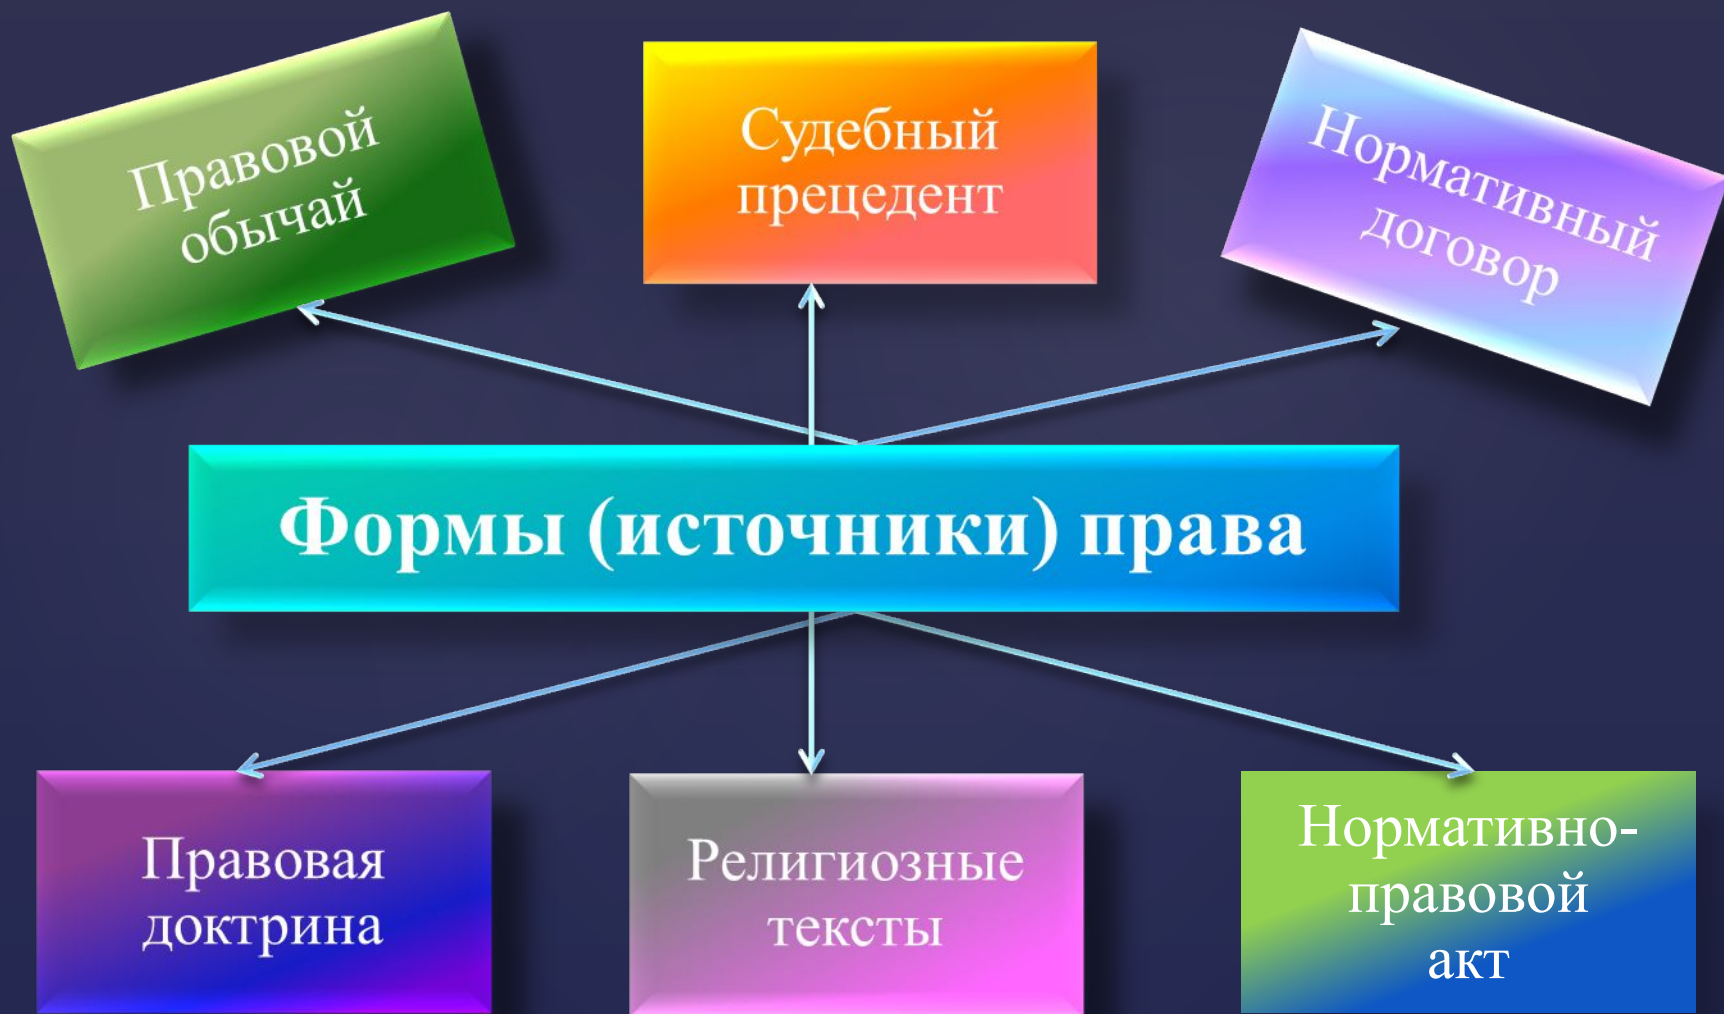 Правовой
обычай
Судебный
прецедент
Нормативный
договор
Формы (источники) права
Правовая
доктрина
Религиозные
тексты
Нормативно-
правовой
акт